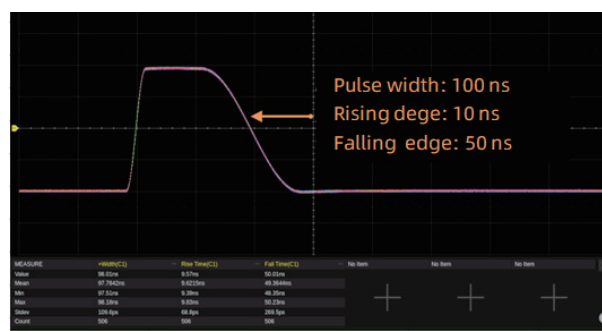 Pulse width: 100 ns
Rising dege: 10 ns
Falling edge: 50 ns
MEASURE +Width(C1) Rise Time(C1) Fall Time(C1) No Item No Item No Item
Value 98.01ns 9.57ns 50.01ns
Mean 97.7842ns 9.6215ns 49.3644ns
Min 97.51ns 9.39ns 48.35ns
Max 98.18ns 9.83ns 50.23ns
Stdev 109.6ps 68.8ps 269.5ps
Count 506 506 506